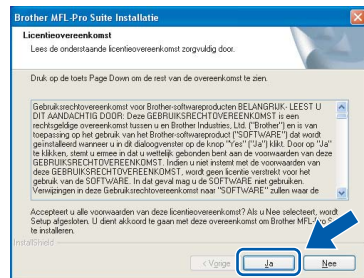 Brother MFL-Pro Suite Installatie
Licentieovereenkomst
Lees de onderstaande licentieovereenkomst zorgvuldig door.
Druk op de toets Page Down om de rest van de overeenkomst te zien.
Gebruiksrechtovereenkomst voor Brother-softwareproducten BELANGRIJK- LEEST U
DIT AANDACHTIG DOOR: Deze GEBRUIKSRECHTOVEREENKOMST is een
rechtsgeldige overeenkomst tussen u en Brother Industries, Ltd. ("Brother") en is van
toepassing op het Brother-softwareproduct ("SOFTWARE") dat wordt
geïnstalleerd wanneer u in dit dialoogvenster op de knop "Yes" ("Ja") klikt. Door op "Ja"
te klikken, stemt u ermee in dat u wettelijk gebonden bent aan de voorwaarden van deze
GEBRUIKSRECHTOVEREENKOMST. Indien u niet instemt met de voorwaarden van
deze GEBRUIKSRECHTOVEREENKOMST, wordt geen licentie verstrekt voor het
gebruik van de SOFTWARE. In dat geval mag u de SOFTWARE niet gebruiken.
Verwijzingen in deze Gebruiksrechtovereenkomst naar "SOFTWARE" zullen waar de
Accepteert u alle voorwaarden van deze licentieovereenkomst? Als u Nee selecteert, wordt
Setup afgesloten. U dient akkoord te gaan met deze overeenkomst om Brother MFL-Pro S
te installeren.
InstallShield
< Vorige Ja Nee